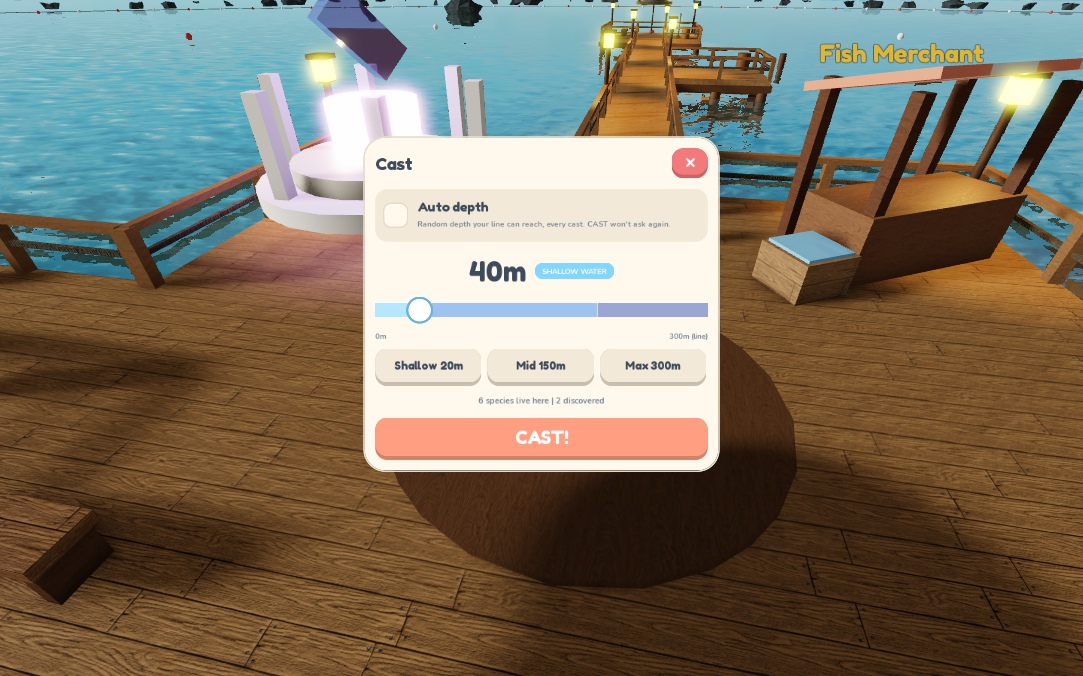 Fish Merchant
Cast
×
Auto depth
Random depth your line can reach, every cast. CAST won't ask again.
40m SHALLOW WATER
0m 300m (line)
Shallow 20m Mid 150m Max 300m
6 species live here | 2 discovered
CAST!